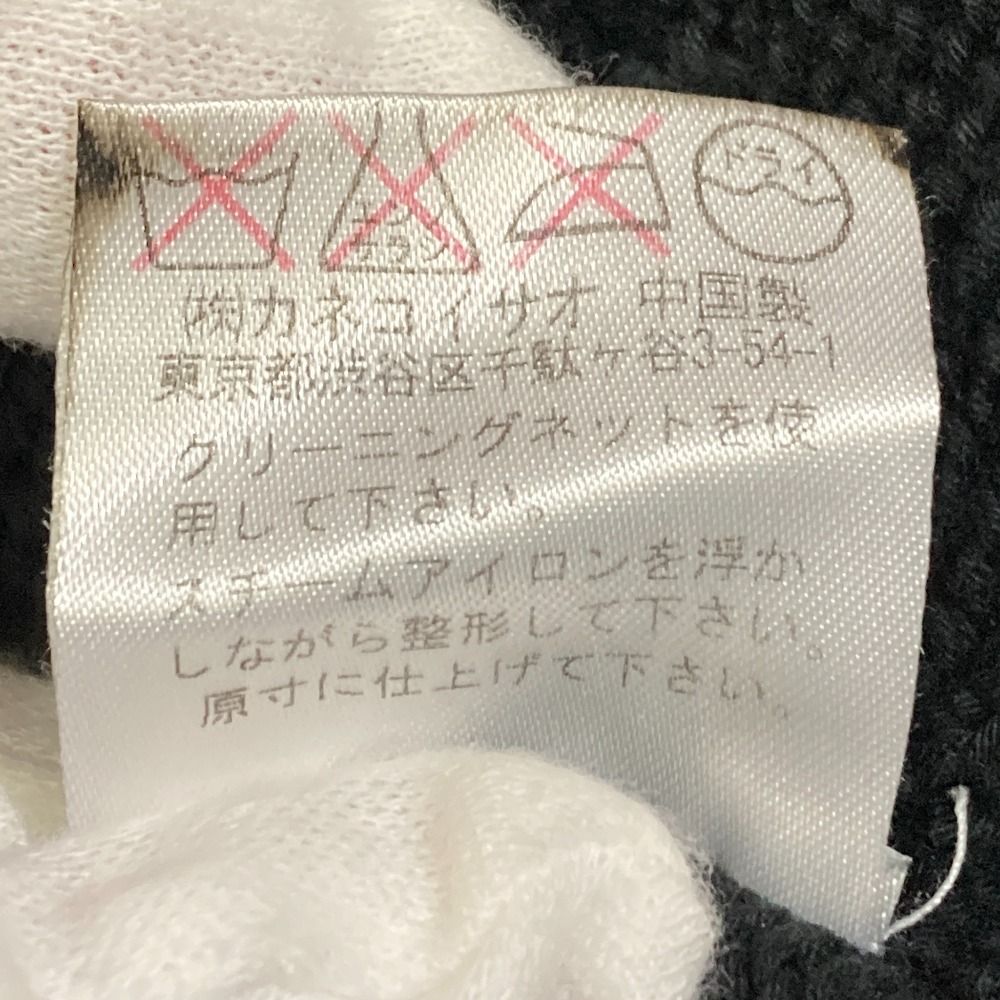 エンソ ドライ
㈱カネコイサオ 中国製
東京都渋谷区千駄ヶ谷3-54-1
クリーニングネットを使
用して下さい。
スチームアイロンを浮か
しながら整形して下さい。
原寸に仕上げて下さい。